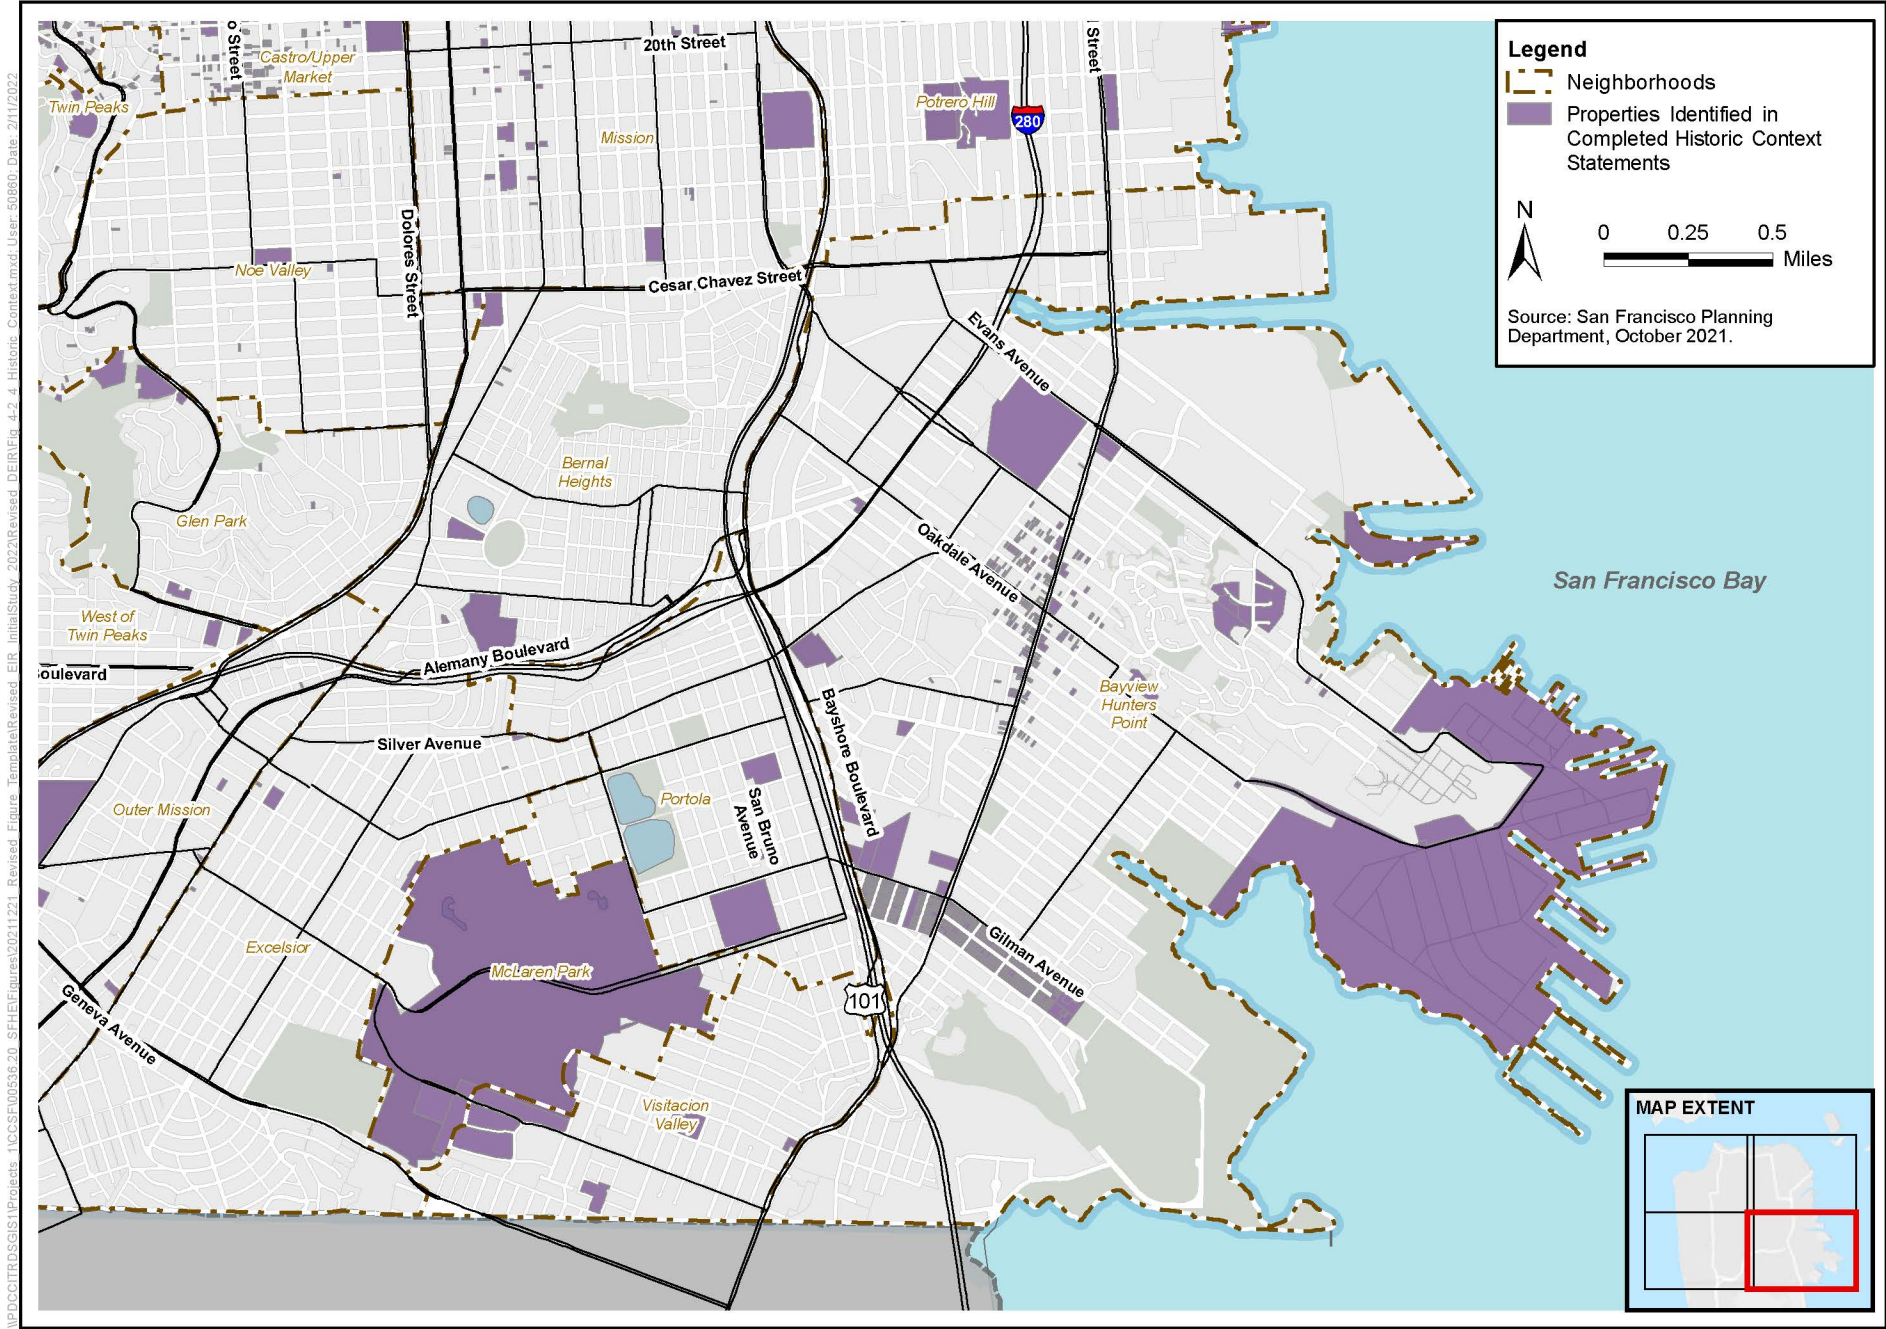 Legend
Neighborhoods
Properties Identified in
Completed Historic Context
Statements
N
0 0.25 0.5
Miles
Source: San Francisco Planning
Department, October 2021.
20th Street
Street
Street
Castro/Upper
Market
Twin Peaks
Mission
Potrero Hill
280
Dolores Street
Noe Valley
Cesar Chavez Street
Evans Avenue
Bernal
Heights
Glen Park
Oakdale Avenue
San Francisco Bay
West of
Twin Peaks
Boulevard
Alemany Boulevard
Bayview
Hunters
Point
Bayshore Boulevard
Silver Avenue
Portola
San Bruno
Avenue
Outer Mission
Excelsior
McLaren Park
Gilman Avenue
101
Geneva Avenue
Visitacion
Valley
MAP EXTENT